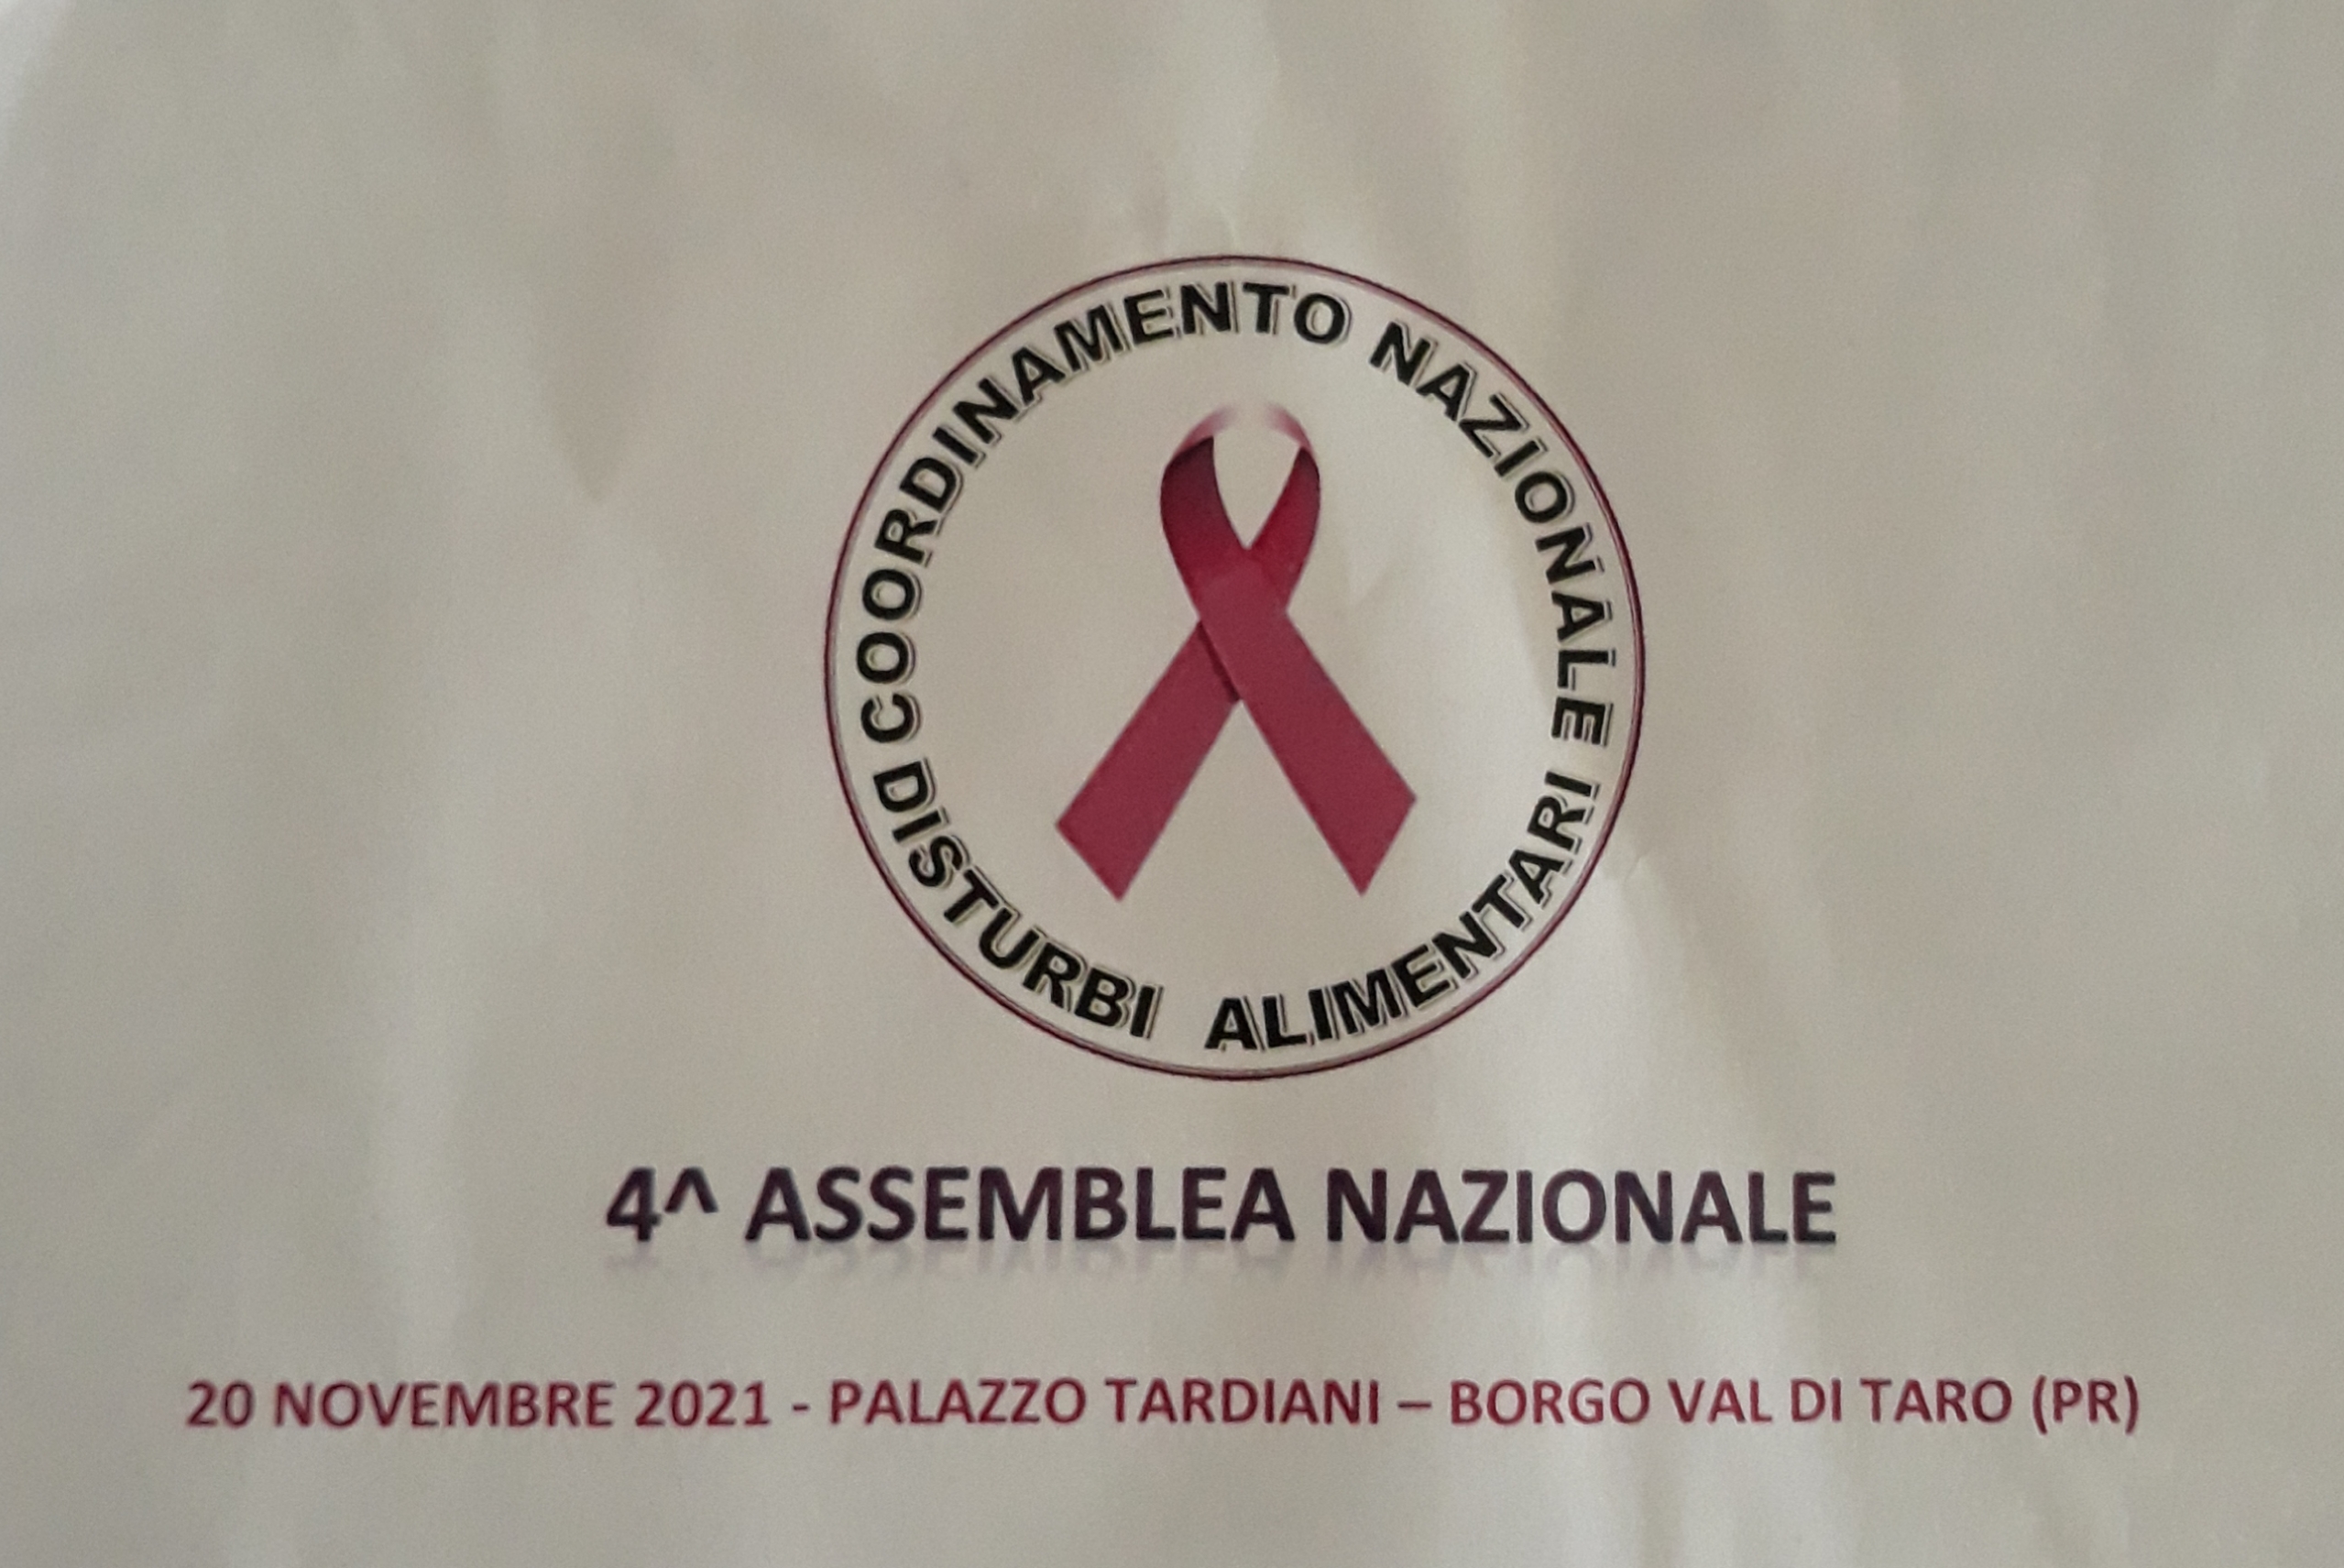 COORDINAMENTO NAZIONALE
DISTURBI ALIMENTARI
4^ ASSEMBLEA NAZIONALE
20 NOVEMBRE 2021 - PALAZZO TARDIANI – BORGO VAL DI TARO (PR)